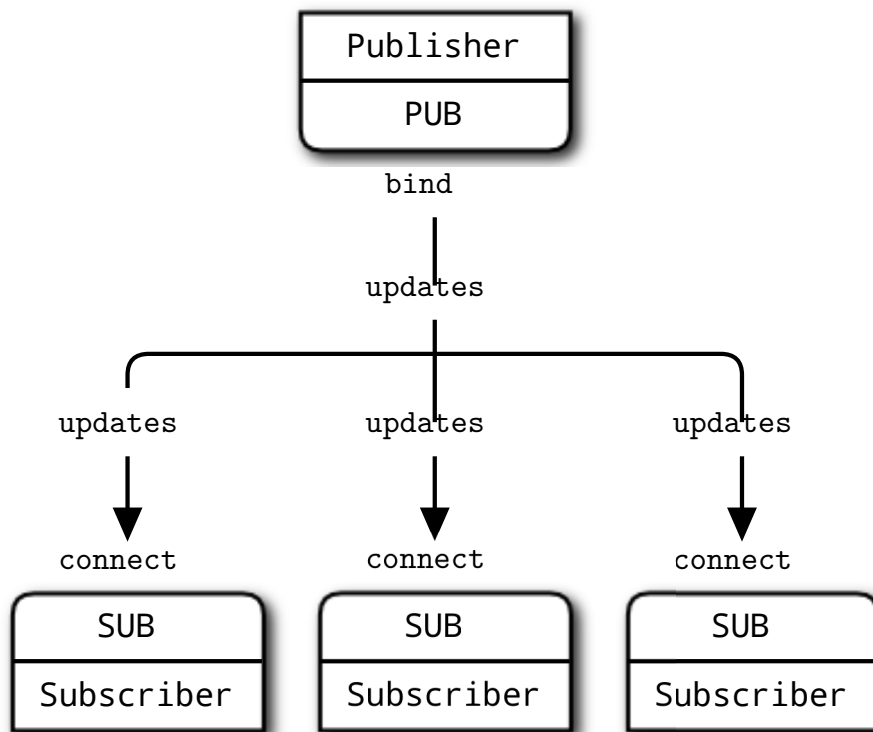 Publisher
PUB
bind
updates
updates updates updates
connect connect connect
SUB SUB SUB
Subscriber Subscriber Subscriber